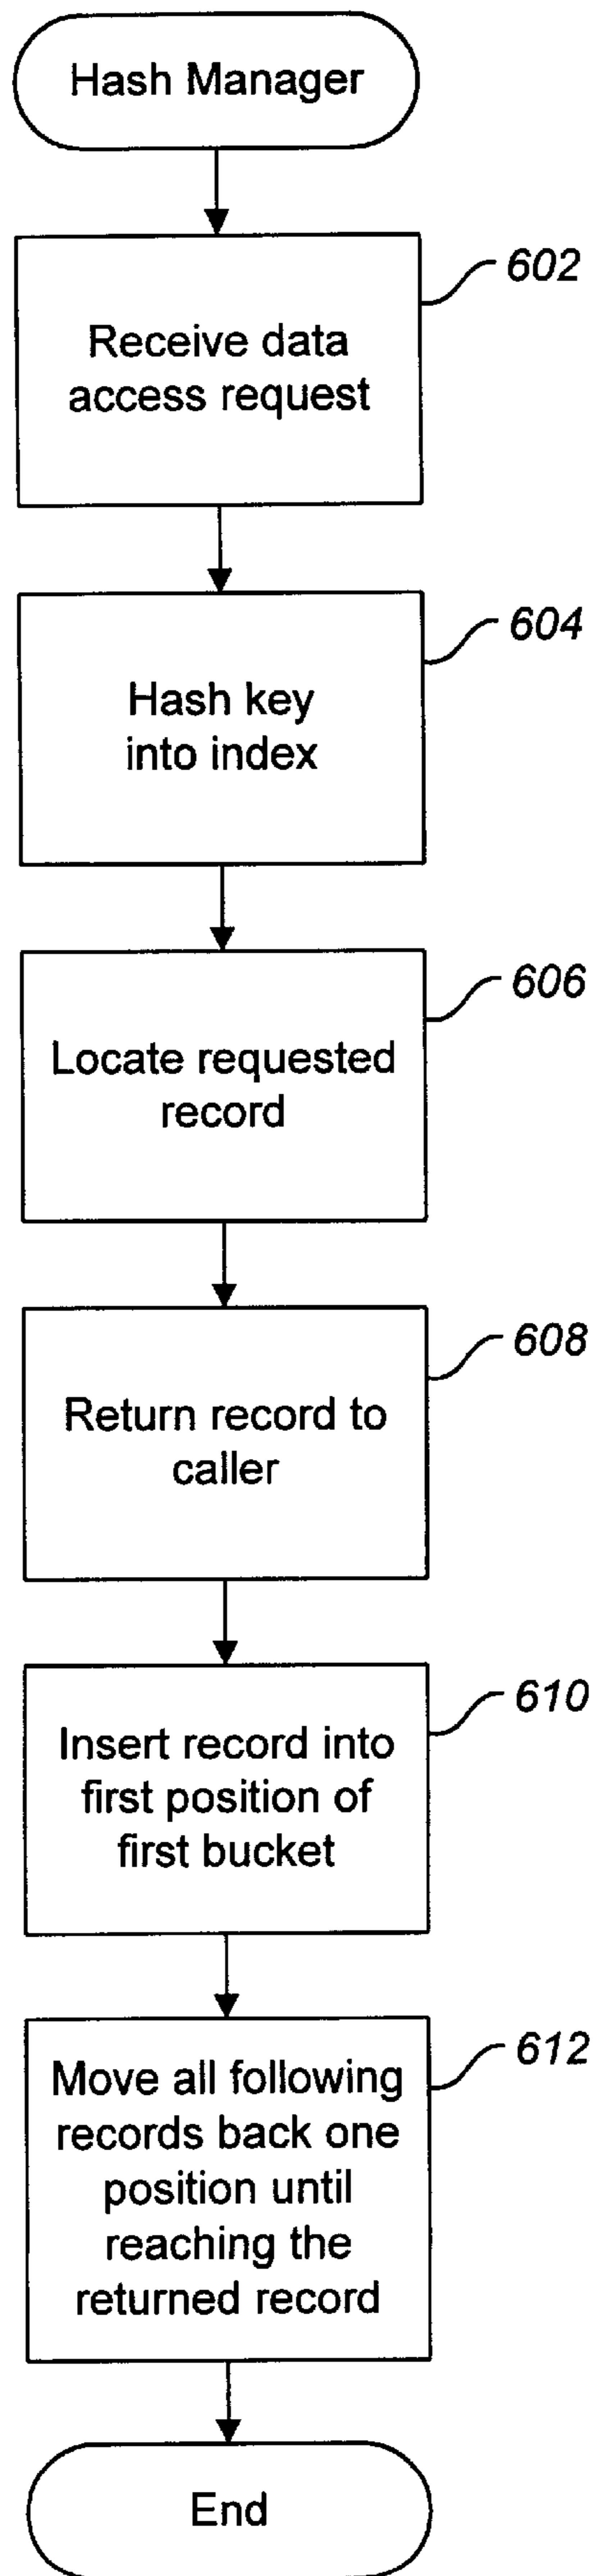 Hash Manager
602
Receive data
access request
604
Hash key
into index
606
Locate requested
record
608
Return record to
caller
610
Insert record into
first position of
first bucket
612
Move all following
records back one
position until
reaching the
returned record
End